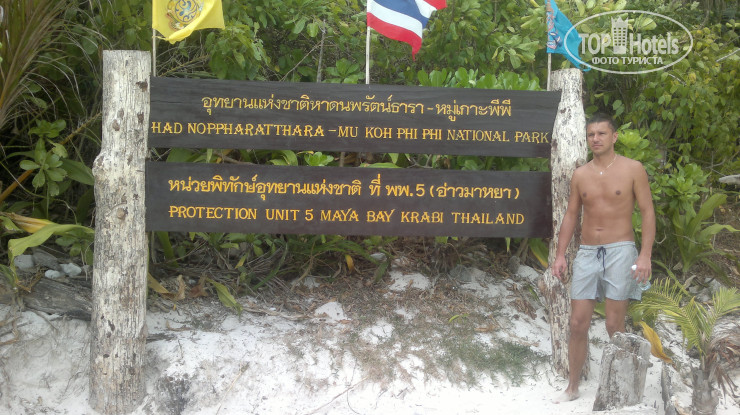 อุทยานแห่งชาติหาดนพรัตน์ธารา - หมู่เกาะพีพี
HAD NOPPHARATTHARA - MU KOH PHI PHI NATIONAL PARK
หน่วยพิทักษ์อุทยานแห่งชาติ ที่ พพ.5 (อ่าวมาหยา)
PROTECTION UNIT 5 MAYA BAY KRABI THAILAND
TOPHotels
ФОТО ТУРИСТА